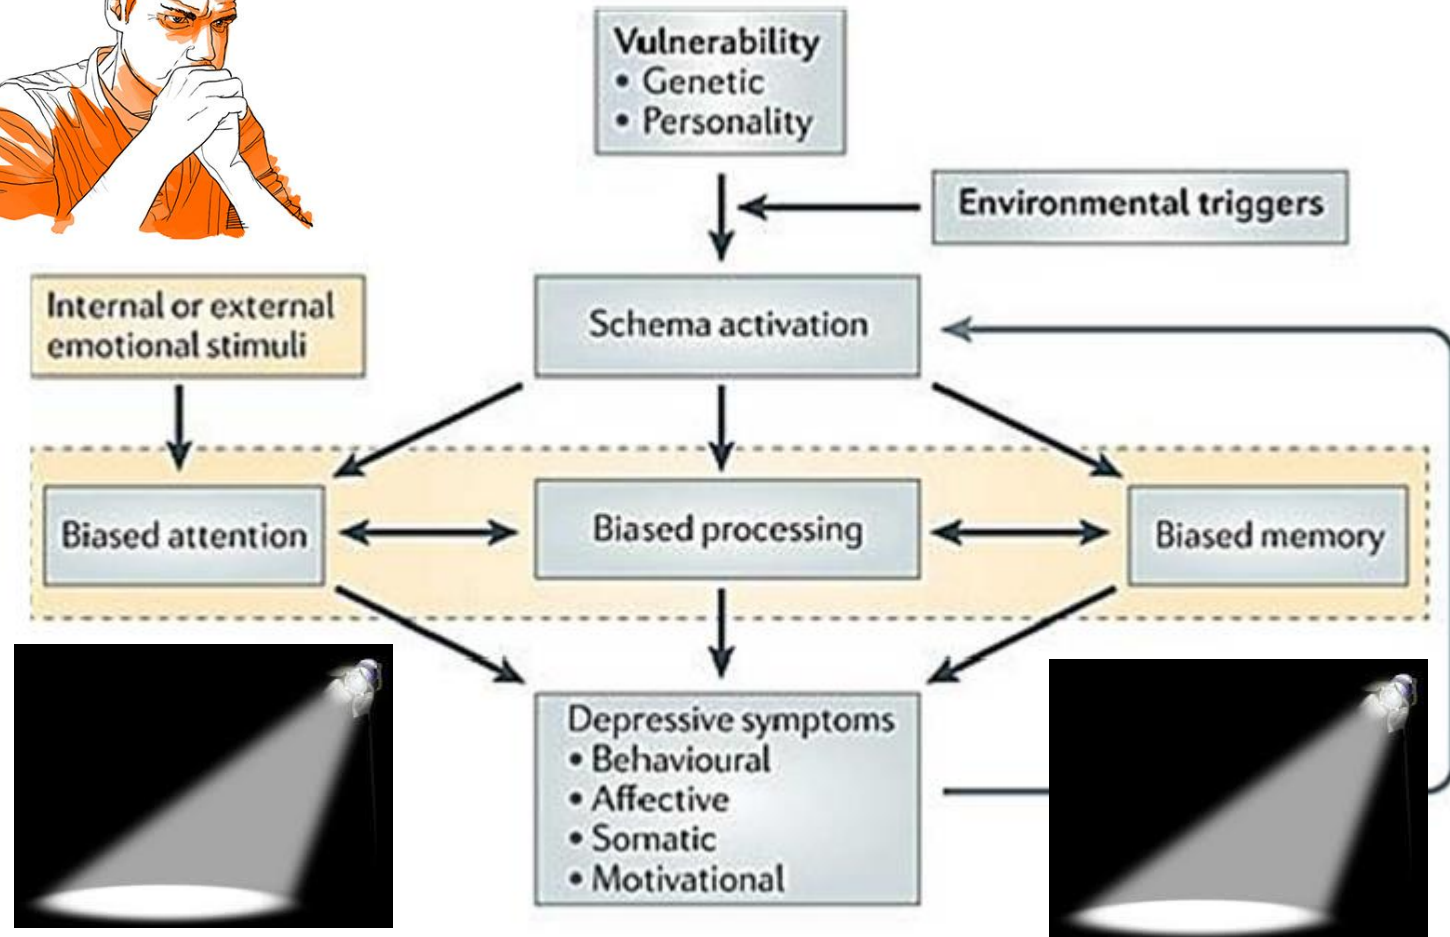 Vulnerability
• Genetic
• Personality
Environmental triggers
Internal or external
emotional stimuli
Schema activation
Biased attention
Biased processing
Biased memory
Depressive symptoms
• Behavioural
• Affective
• Somatic
• Motivational